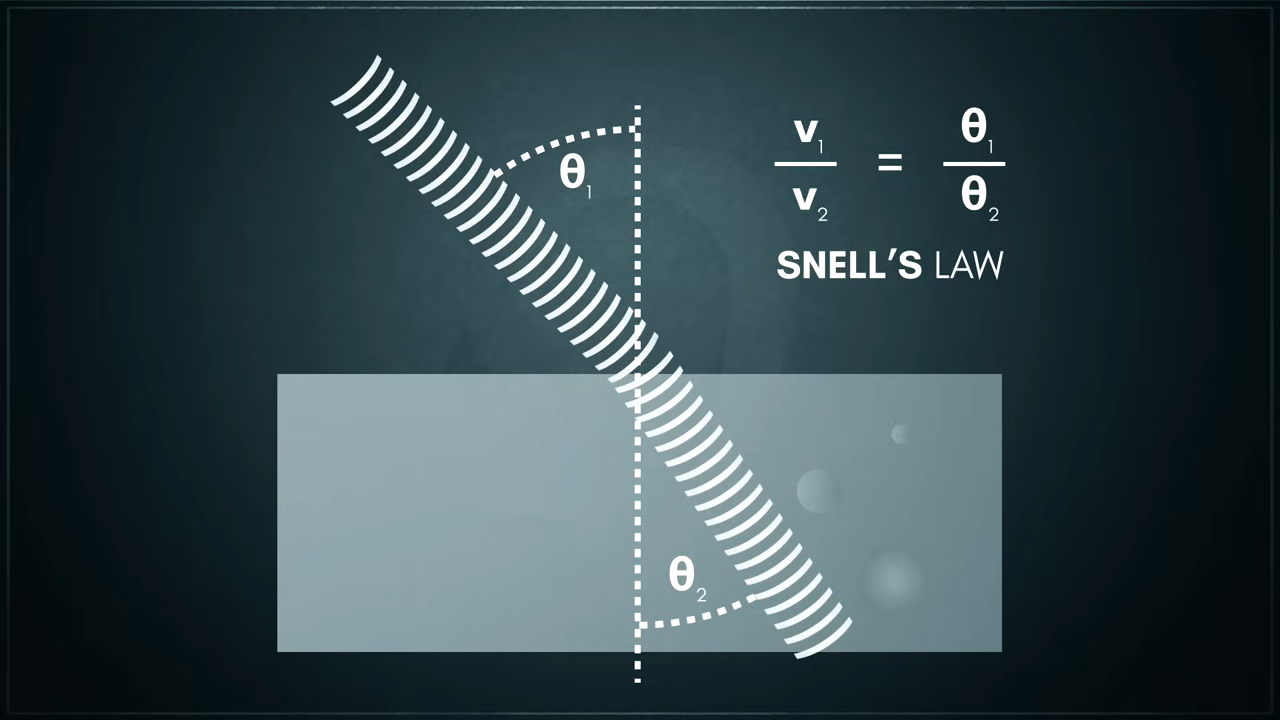 θ₁
v₁ / v₂ = θ₁ / θ₂
SNELL'S LAW
θ₂